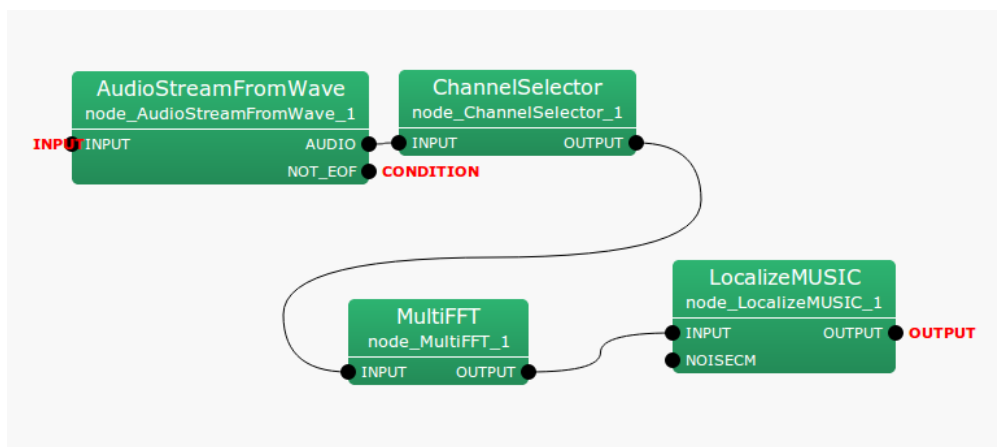 AudioStreamFromWave
node_AudioStreamFromWave_1
INPUT INPUT AUDIO
NOT_EOF CONDITION
ChannelSelector
node_ChannelSelector_1
INPUT OUTPUT
MultiFFT
node_MultiFFT_1
INPUT OUTPUT
LocalizeMUSIC
node_LocalizeMUSIC_1
INPUT OUTPUT OUTPUT
NOISECM